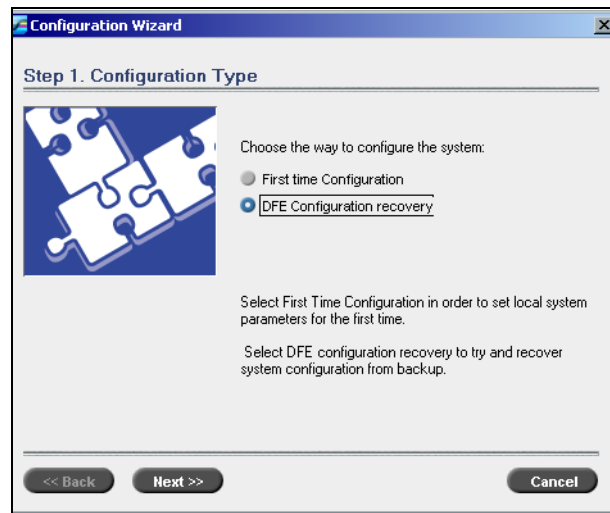 Configuration Wizard
Step 1. Configuration Type
Choose the way to configure the system:
First time Configuration
DFE Configuration recovery
Select First Time Configuration in order to set local system
parameters for the first time.
Select DFE configuration recovery to try and recover
system configuration from backup.
<< Back
Next >>
Cancel